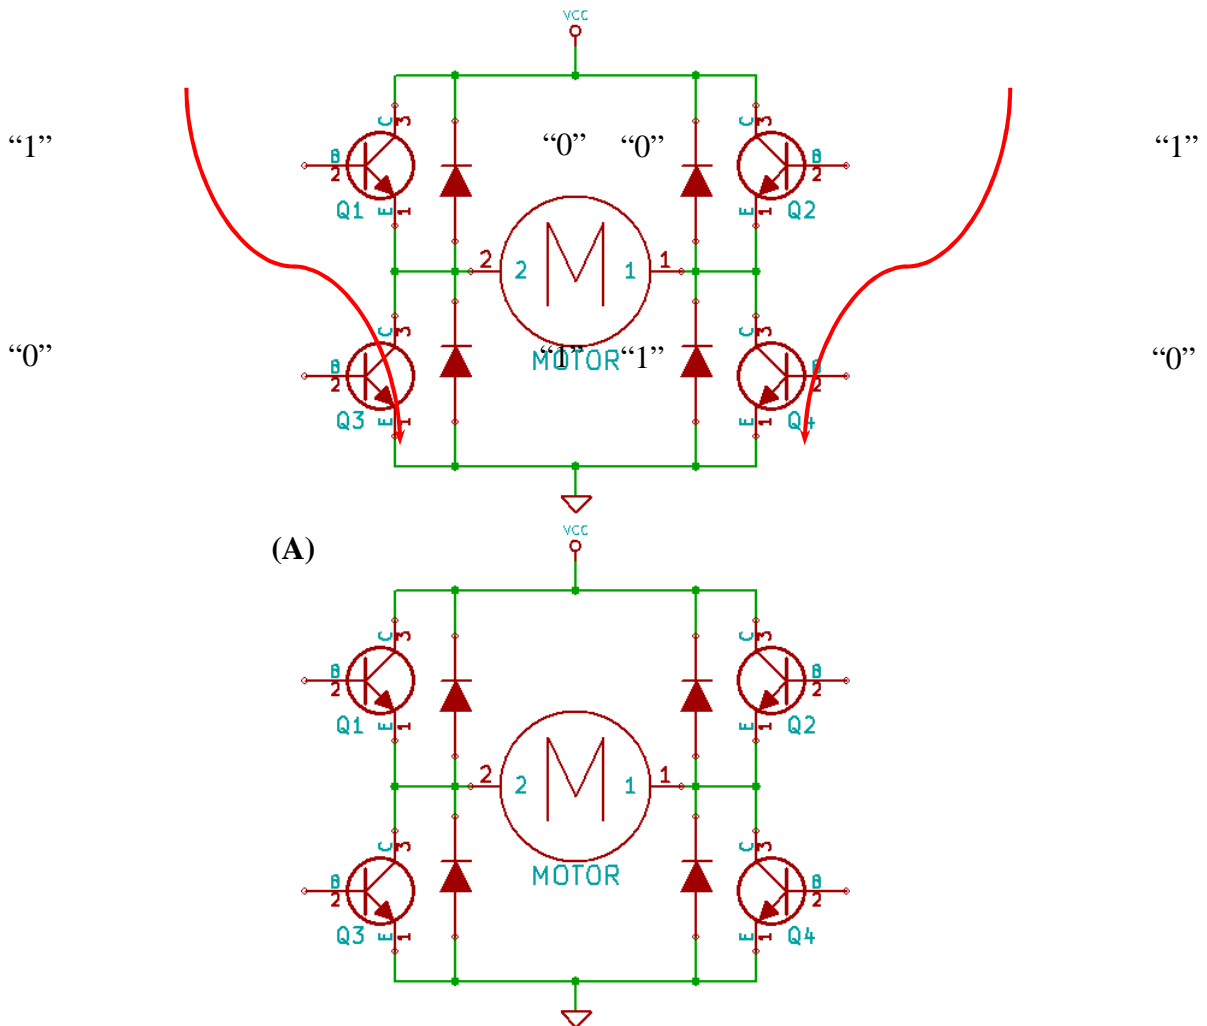 VCC
C 3 C 3
“1” “0” “0” “1”
B 2 B 2
E 1 E 1
Q1 Q2
2 2 M 1 1
C 3 C 3
“0” “1” “1” “0”
MOTOR
B 2 B 2
E 1 E 1
Q3 Q4
(A)
VCC
C 3 C 3
B 2 B 2
E 1 E 1
Q1 Q2
2 2 M 1 1
C 3 C 3
MOTOR
B 2 B 2
E 1 E 1
Q3 Q4